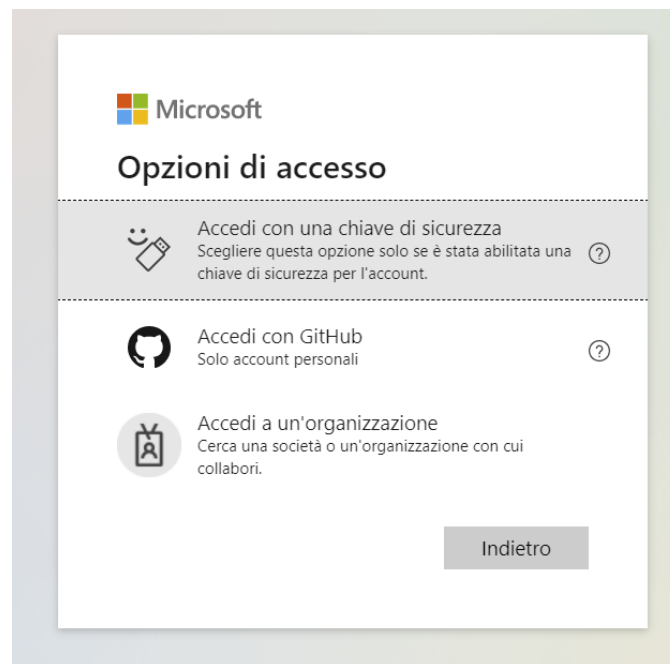 Microsoft
Opzioni di accesso
Accedi con una chiave di sicurezza
Scegliere questa opzione solo se è stata abilitata una
chiave di sicurezza per l'account.
?
Accedi con GitHub
Solo account personali
?
Accedi a un'organizzazione
Cerca una società o un'organizzazione con cui
collabori.
Indietro